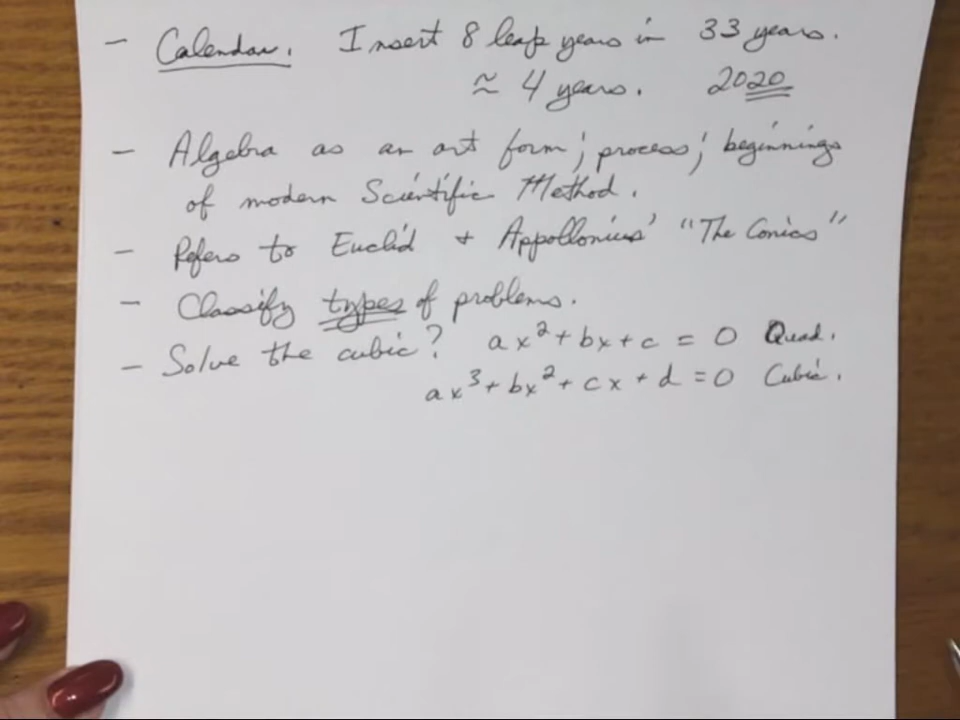 - Calendar. Insert 8 leap years in 33 years.
≈ 4 years. 2020
- Algebra as an art form; process; beginnings
of modern Scientific Method.
- Refers to Euclid + Appollonius' "The Conics"
- Classify types of problems.
- Solve the cubic? ax²+bx+c = 0 Quad.
ax³+bx²+cx+d=0 Cubic.